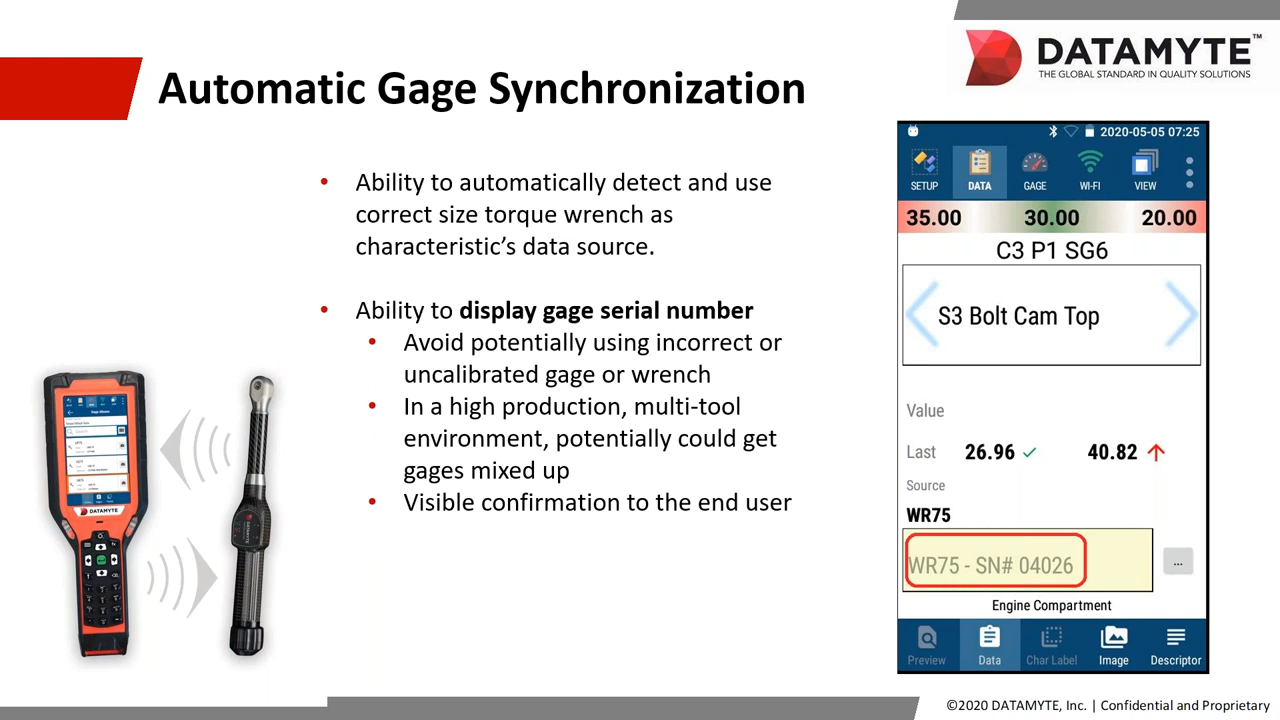 DATAMYTE™
THE GLOBAL STANDARD IN QUALITY SOLUTIONS
Automatic Gage Synchronization
• Ability to automatically detect and use
correct size torque wrench as
characteristic’s data source.
• Ability to display gage serial number
• Avoid potentially using incorrect or
uncalibrated gage or wrench
• In a high production, multi-tool
environment, potentially could get
gages mixed up
• Visible confirmation to the end user
DATAMYTE
DATAMYTE
2020-05-05 07:25
SETUP DATA GAGE WI-FI VIEW
35.00 30.00 20.00
C3 P1 SG6
S3 Bolt Cam Top
Value
Last 26.96 40.82
Source
WR75
WR75 - SN# 04026
...
Engine Compartment
Preview Data Char Label Image Descriptor
©2020 DATAMYTE, Inc. | Confidential and Proprietary